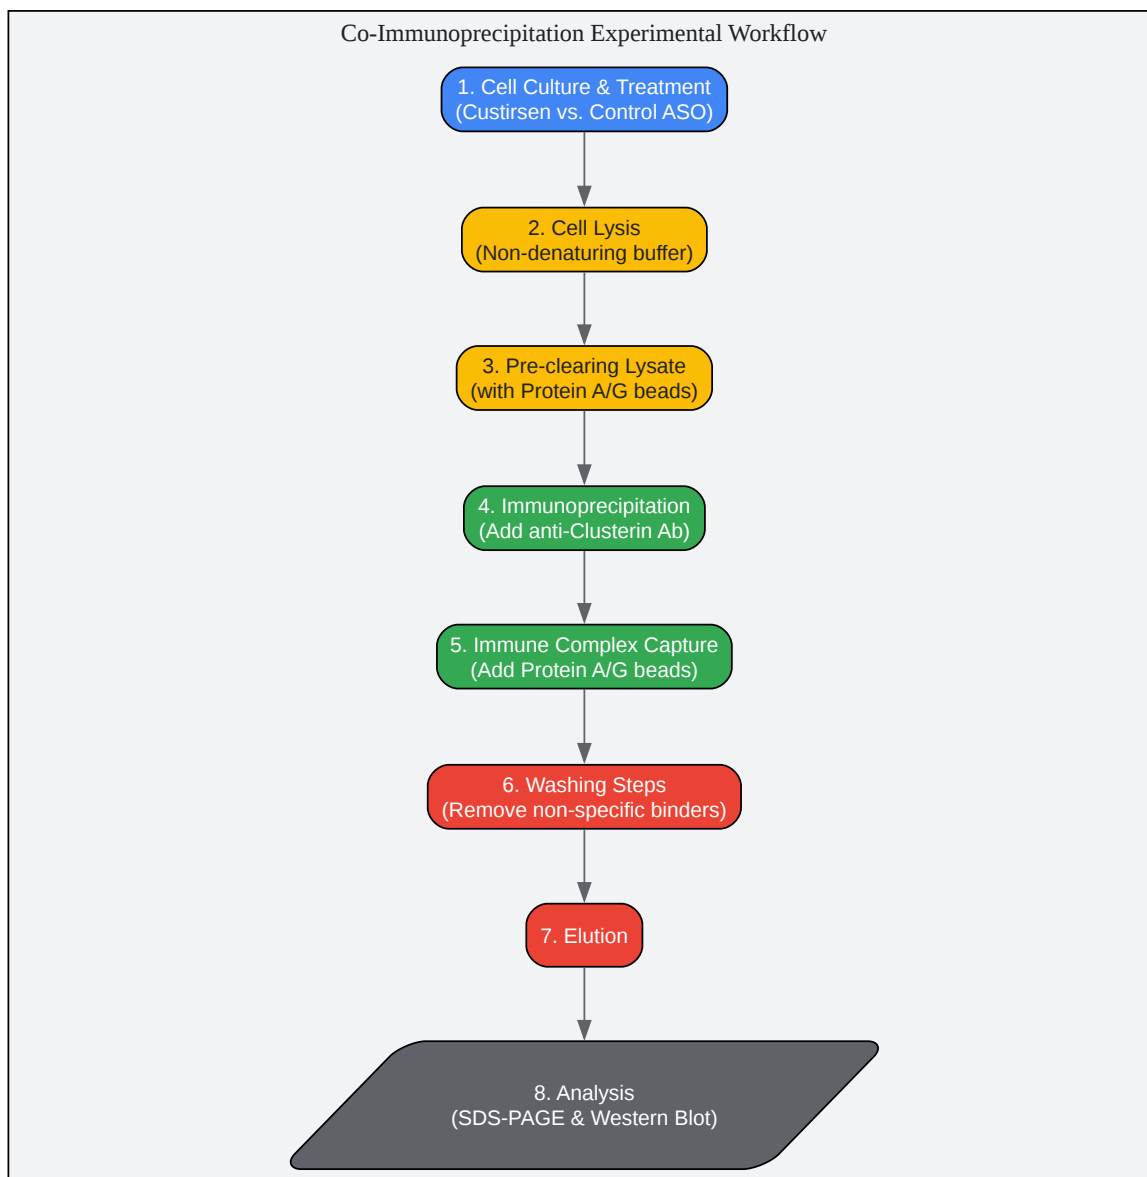 Co-Immunoprecipitation Experimental Workflow
1. Cell Culture & Treatment
(Custirsen vs. Control ASO)
2. Cell Lysis
(Non-denaturing buffer)
3. Pre-clearing Lysate
(with Protein A/G beads)
4. Immunoprecipitation
(Add anti-Clusterin Ab)
5. Immune Complex Capture
(Add Protein A/G beads)
6. Washing Steps
(Remove non-specific binders)
7. Elution
8. Analysis
(SDS-PAGE & Western Blot)